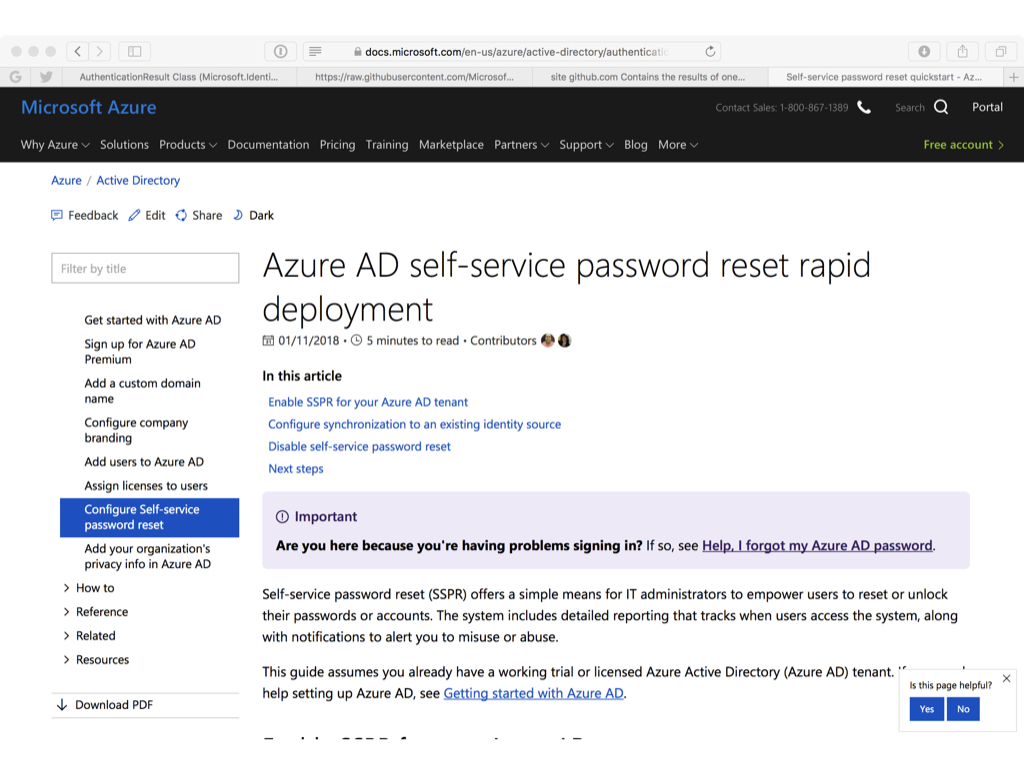 docs.microsoft.com/en-us/azure/active-directory/authenticatic
AuthenticationResult Class (Microsoft.Identi...
https://raw.githubusercontent.com/Microsof...
site github.com Contains the results of one...
Self-service password reset quickstart - Az...
Microsoft Azure
Contact Sales: 1-800-867-1389
Search
Portal
Why Azure Solutions Products Documentation Pricing Training Marketplace Partners Support Blog More
Free account
Azure / Active Directory
Feedback Edit Share Dark
Filter by title
Get started with Azure AD
Sign up for Azure AD
Premium
Add a custom domain
name
Configure company
branding
Add users to Azure AD
Assign licenses to users
Configure Self-service
password reset
Add your organization's
privacy info in Azure AD
How to
Reference
Related
Resources
Download PDF
Azure AD self-service password reset rapid
deployment
01/11/2018 • 5 minutes to read • Contributors
In this article
Enable SSPR for your Azure AD tenant
Configure synchronization to an existing identity source
Disable self-service password reset
Next steps
Important
Are you here because you're having problems signing in? If so, see Help, I forgot my Azure AD password.
Self-service password reset (SSPR) offers a simple means for IT administrators to empower users to reset or unlock
their passwords or accounts. The system includes detailed reporting that tracks when users access the system, along
with notifications to alert you to misuse or abuse.
This guide assumes you already have a working trial or licensed Azure Active Directory (Azure AD) tenant.
help setting up Azure AD, see Getting started with Azure AD.
Is this page helpful?
Yes No